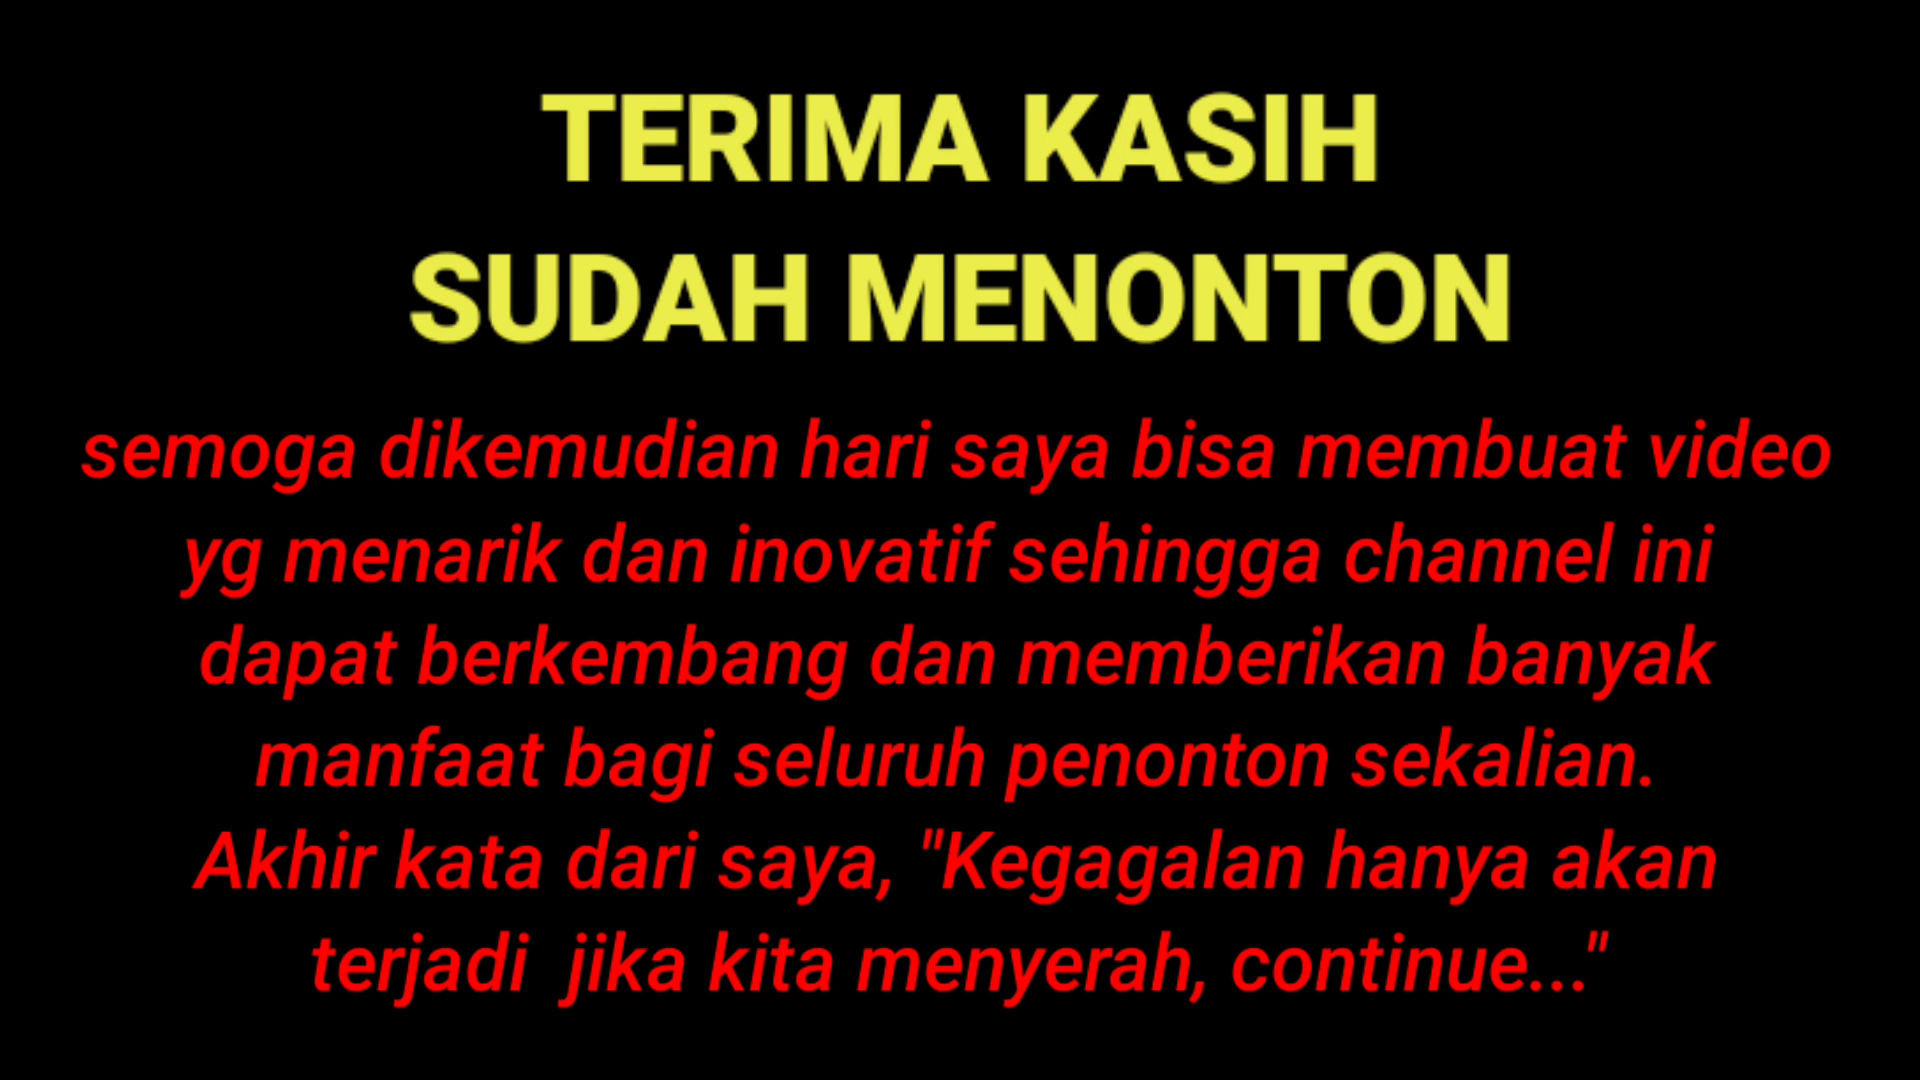 TERIMA KASIH
SUDAH MENONTON
semoga dikemudian hari saya bisa membuat video
yg menarik dan inovatif sehingga channel ini
dapat berkembang dan memberikan banyak
manfaat bagi seluruh penonton sekalian.
Akhir kata dari saya, "Kegagalan hanya akan
terjadi  jika kita menyerah, continue..."